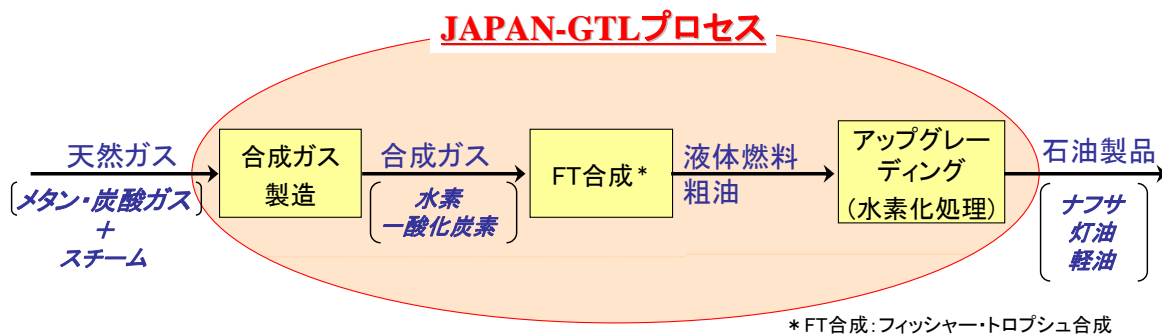 JAPAN-GTLプロセス
天然ガス
メタン・炭酸ガス
+
スチーム
合成ガス
製造
合成ガス
水素
一酸化炭素
FT合成*
液体燃料
粗油
アップグレー
ディング
(水素化処理)
石油製品
ナフサ
灯油
軽油
*FT合成:フィッシャー・トロプシュ合成